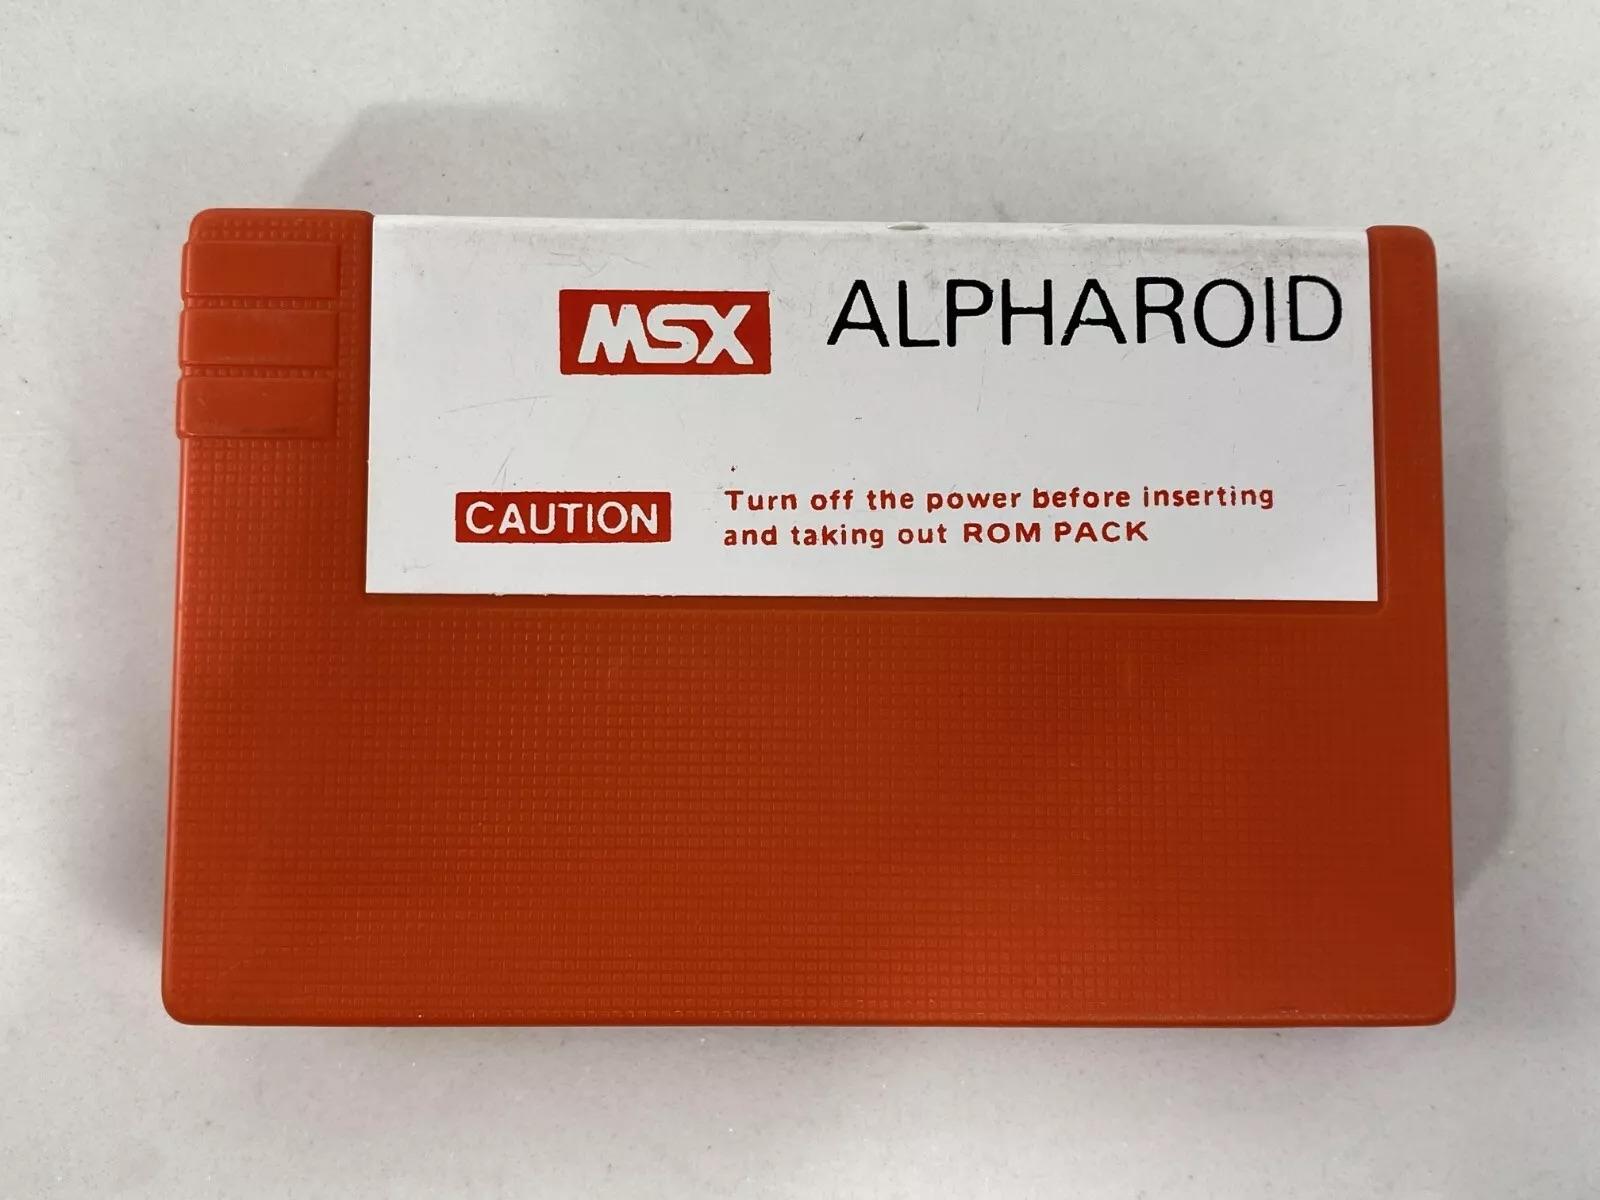 MSX ALPHAROID
CAUTION Turn off the power before inserting
and taking out ROM PACK